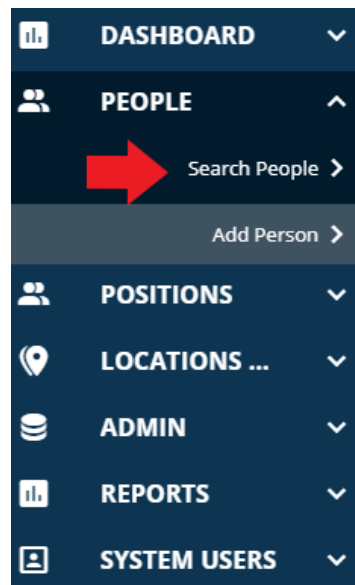 DASHBOARD
PEOPLE
Search People
Add Person
POSITIONS
LOCATIONS ...
ADMIN
REPORTS
SYSTEM USERS